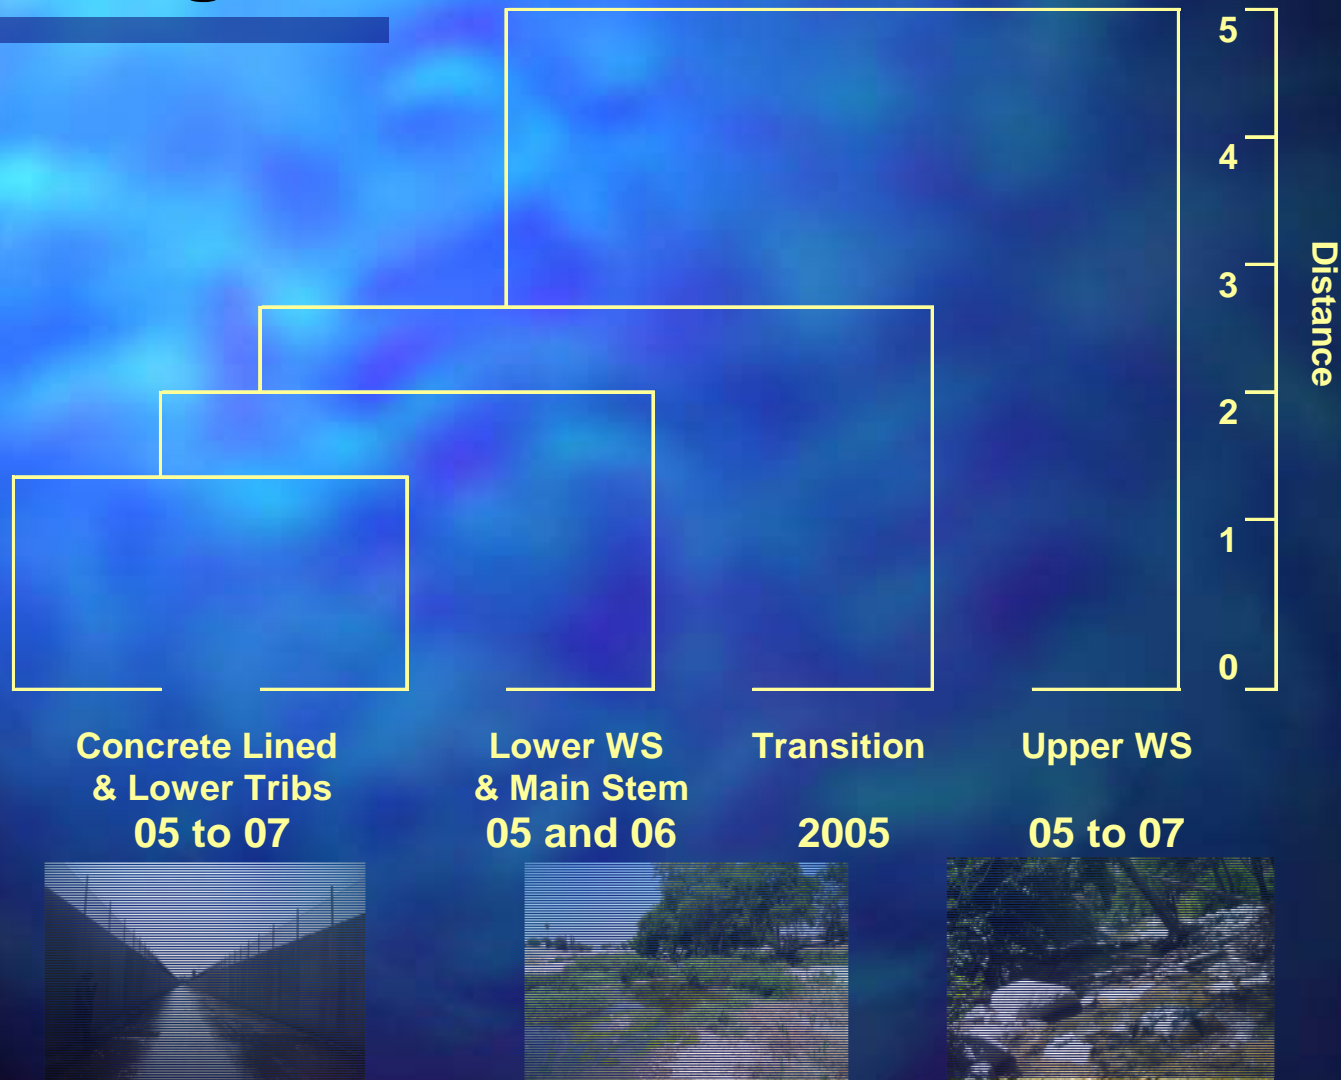 5
4
3
2
1
0
Distance
Concrete Lined
& Lower Tribs
05 to 07
Lower WS
& Main Stem
05 and 06
Transition
2005
Upper WS
05 to 07